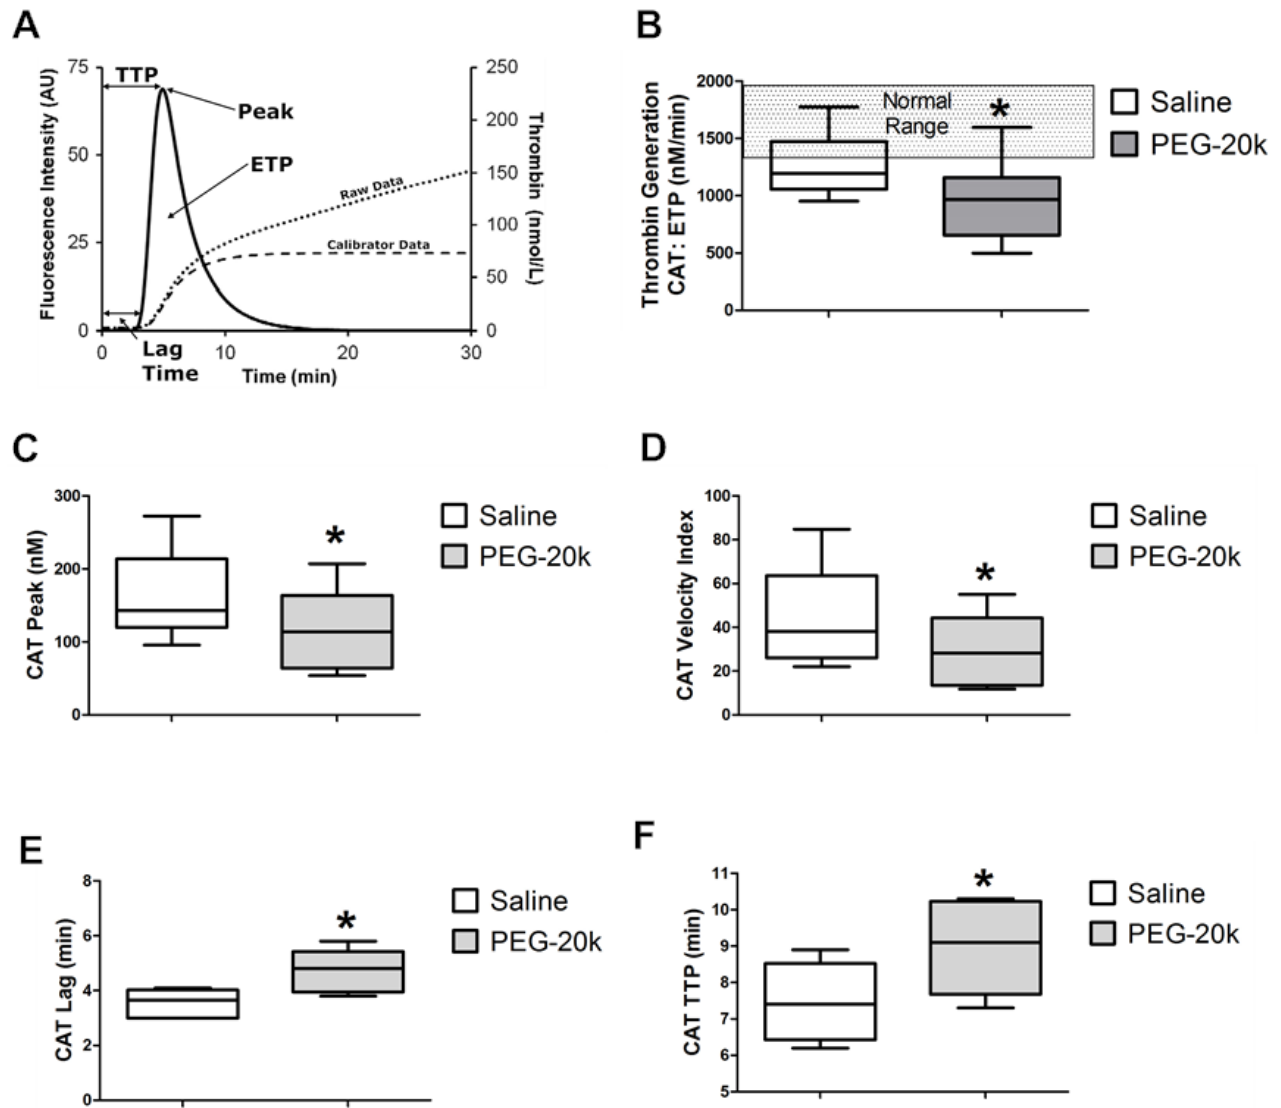 A
75
50
25
0
Fluorescence Intensity (AU)
TTP
Peak
ETP
Raw Data
Calibrator Data
Lag
Time
250
200
150
100
50
0
Thrombin (nmol/L)
0
10
20
30
Time (min)
B
2000
1500
1000
500
0
Thrombin Generation
CAT: ETP (nM/min)
Normal
Range
*
Saline
PEG-20k
C
300
200
100
0
CAT Peak (nM)
*
Saline
PEG-20k
D
100
80
60
40
20
0
CAT Velocity Index
*
Saline
PEG-20k
E
8
6
4
2
0
CAT Lag (min)
*
Saline
PEG-20k
F
11
10
9
8
7
6
5
CAT TTP (min)
*
Saline
PEG-20k